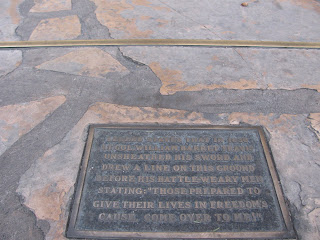 WILLIAM
UNSHEATHED HIS SWORD AND
DREW A LINE ON THIS GROUND
BEFORE HIS BATTLE WEARY MEN
STATING: "THOSE PREPARED TO
GIVE THEIR LIVES IN FREEDOM'S
CAUSE, COME OVER TO ME!"